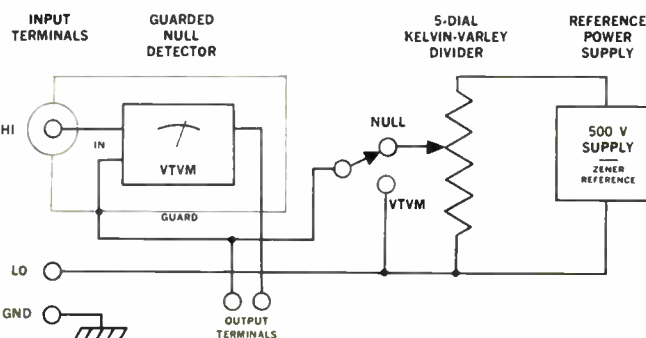 INPUT
TERMINALS
GUARDED
NULL
DETECTOR
5-DIAL
KELVIN-VARLEY
DIVIDER
REFERENCE
POWER
SUPPLY
HI
IN
VTVM
GUARD
NULL
VTVM
500 V
SUPPLY
ZENER
REFERENCE
LO
GND
OUTPUT
TERMINALS